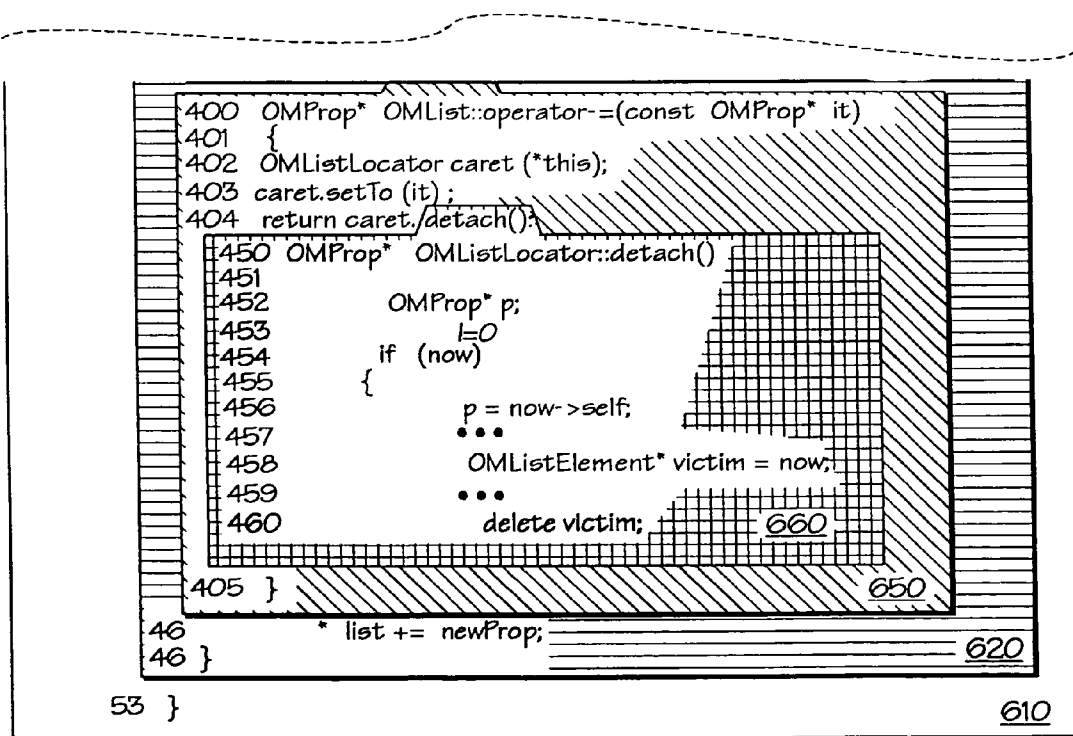 400 OMProp* OMList::operator-=(const OMProp* it)
401 {
402 OMListLocator caret (*this);
403 caret.setTo (it) ;
404 return caret. detach();
450 OMProp* OMListLocator::detach()
451
452 OMProp* p;
453 l=0
454 if (now)
455 {
456 p = now->self;
457 •••
458 OMListElement* victim = now;
459 •••
460 delete victim; 660
405 } 650
46 * list += newProp;
46 } 620
53 } 610